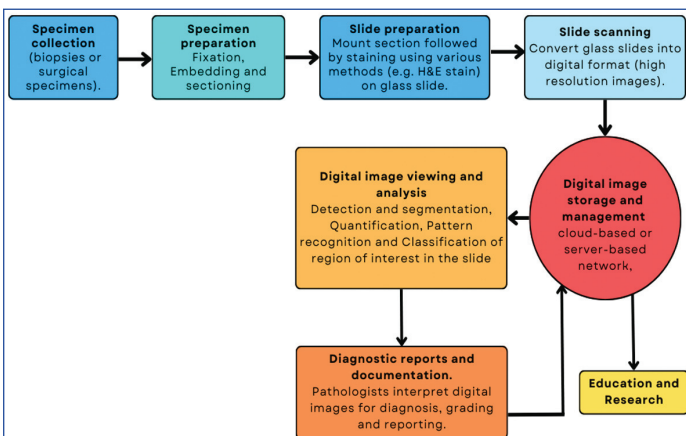 Specimen
collection
(biopsies or
surgical
specimens).
Specimen
preparation
Fixation,
Embedding and
sectioning
Slide preparation
Mount section followed
by staining using various
methods (e.g. H&E stain)
on glass slide.
Slide scanning
Convert glass slides into
digital format (high
resolution images).
Digital image
storage and
management
cloud-based or
server-based
network,
Digital image viewing and
analysis
Detection and segmentation,
Quantification, Pattern
recognition and Classification of
region of interest in the slide
Diagnostic reports and
documentation.
Pathologists interpret digital
images for diagnosis, grading
and reporting.
Education and
Research